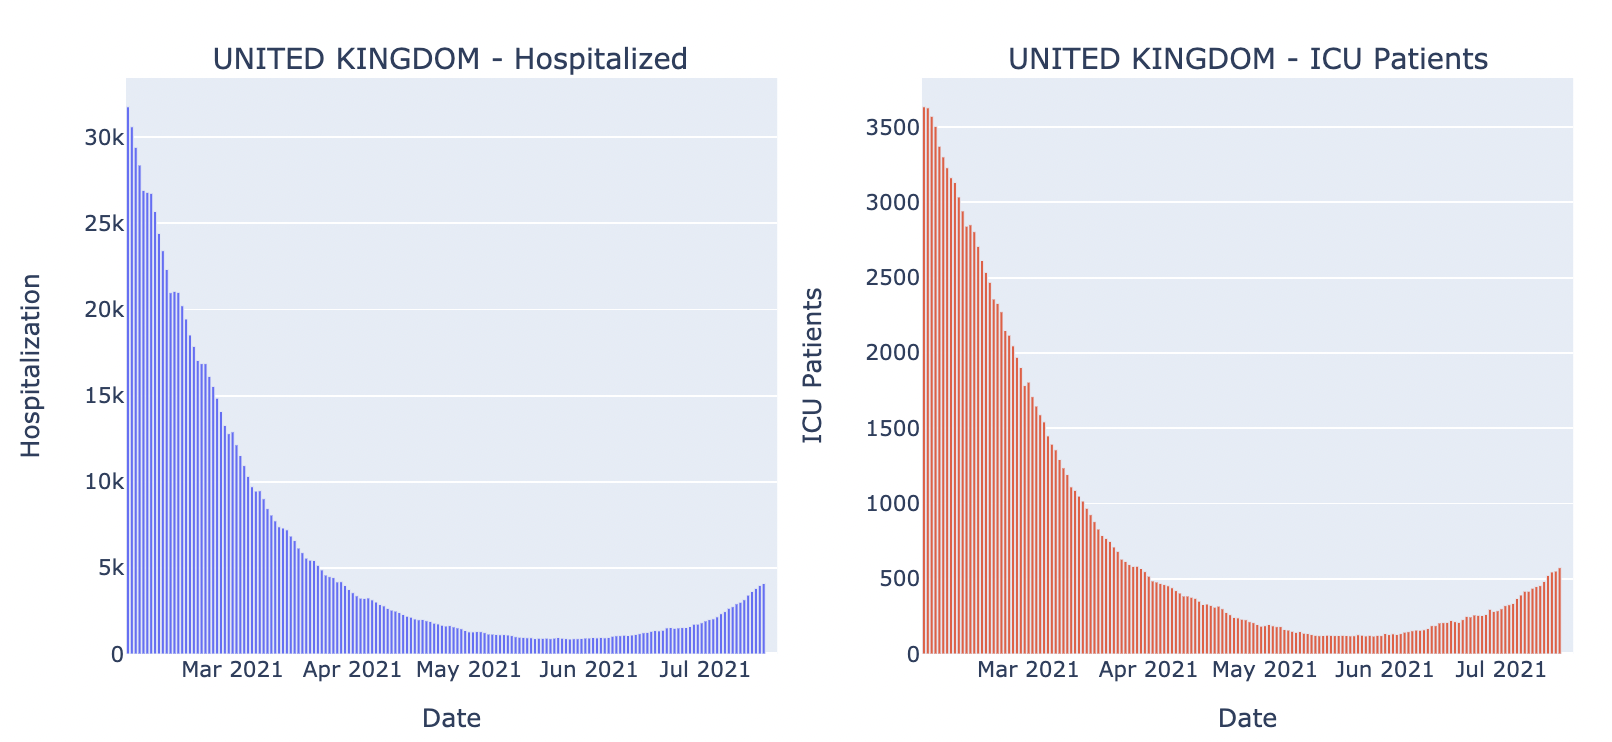 UNITED KINGDOM - Hospitalized
30k
25k
20k
15k
10k
5k
0
Hospitalization
Mar 2021
Apr 2021
May 2021
Jun 2021
Jul 2021
Date
UNITED KINGDOM - ICU Patients
3500
3000
2500
2000
1500
1000
500
0
ICU Patients
Mar 2021
Apr 2021
May 2021
Jun 2021
Jul 2021
Date